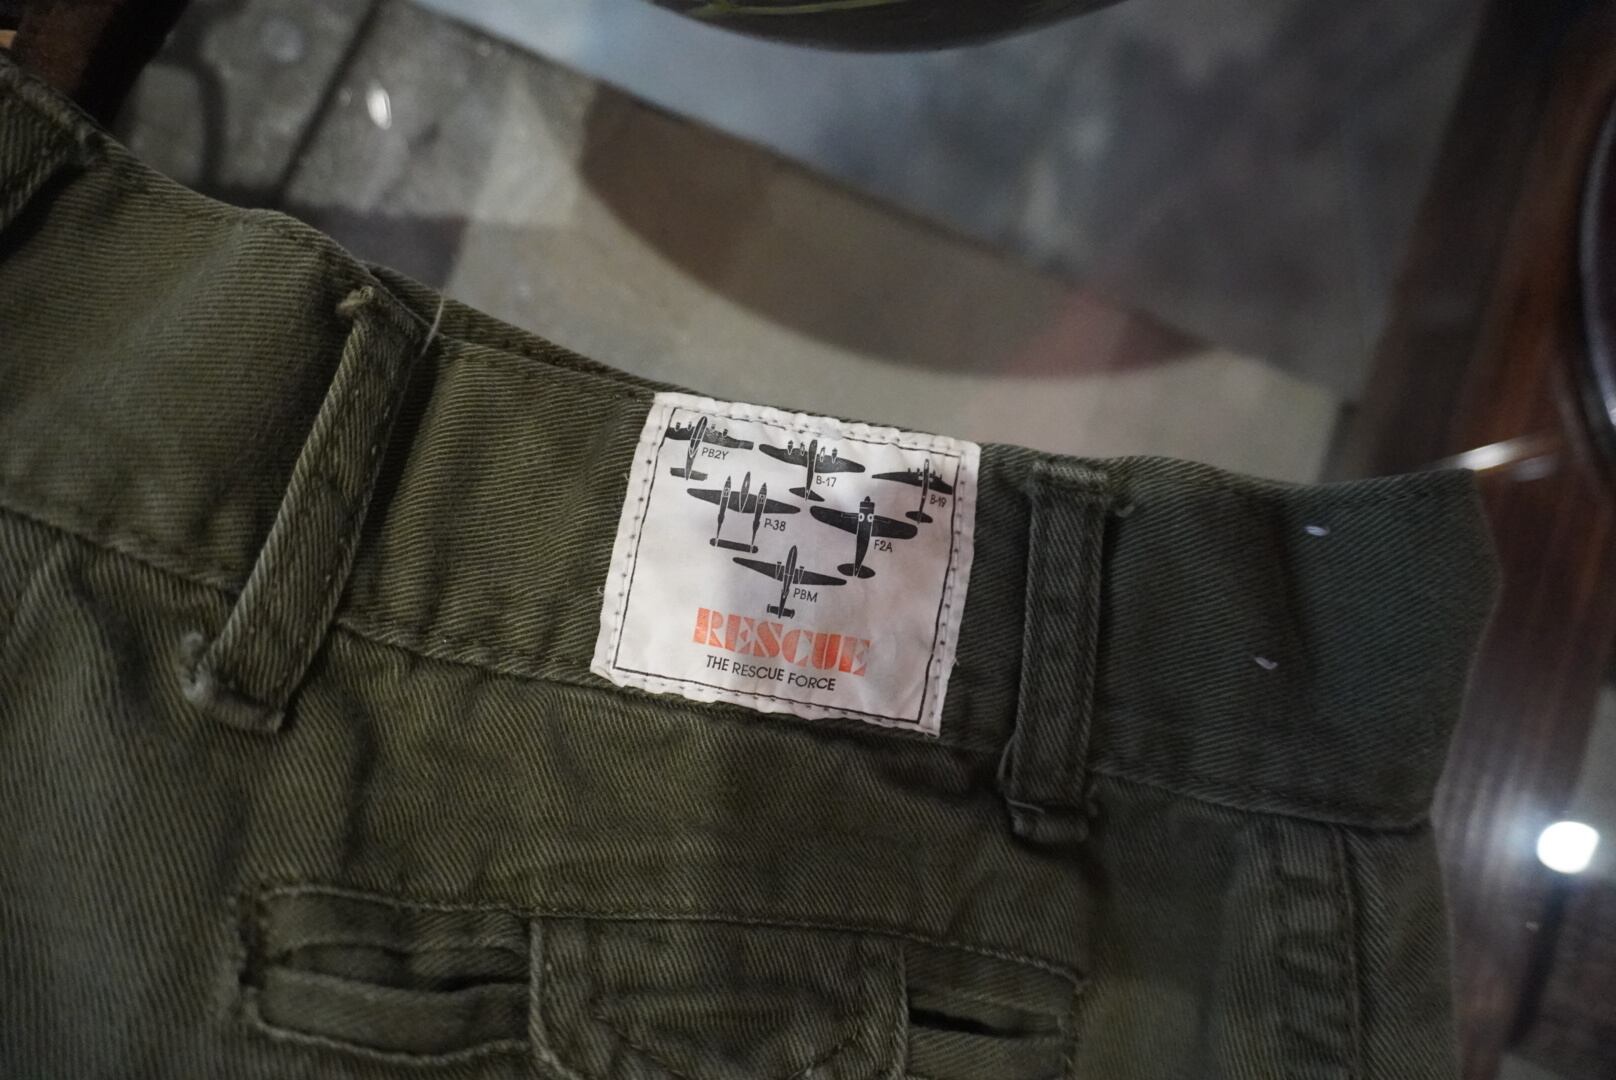 PB2Y
B-17
B-19
P-38
F2A
PBM
RESCUE
THE RESCUE FORCE